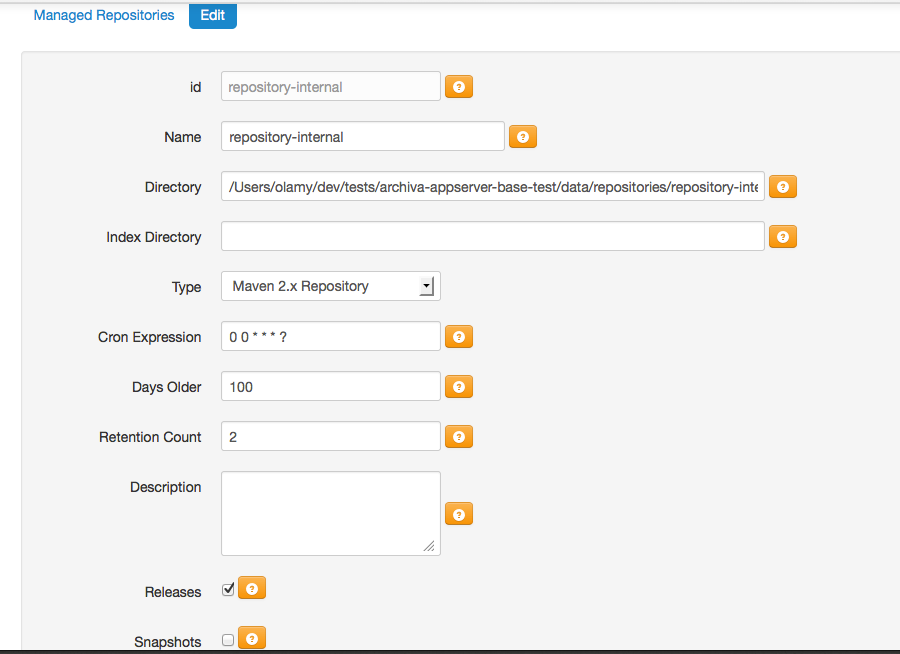 Managed Repositories Edit
id repository-internal ?
Name repository-internal ?
Directory /Users/olamy/dev/tests/archiva-appserver-base-test/data/repositories/repository-inte ?
Index Directory ?
Type Maven 2.x Repository
Cron Expression 0 0 * * * ? ?
Days Older 100 ?
Retention Count 2 ?
Description ?
Releases ?
Snapshots ?